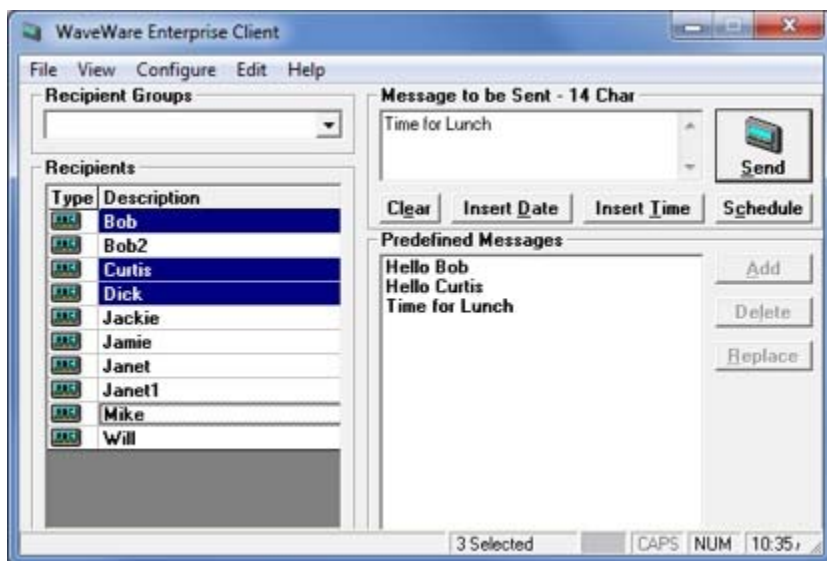 WaveWare Enterprise Client
File View Configure Edit Help
Recipient Groups
Recipients
Type Description
Bob
Bob2
Curtis
Dick
Jackie
Jamie
Janet
Janet1
Mike
Will
Message to be Sent - 14 Char
Time for Lunch
Send
Clear Insert Date Insert Time Schedule
Predefined Messages
Hello Bob
Hello Curtis
Time for Lunch
Add
Delete
Replace
3 Selected CAPS NUM 10:35